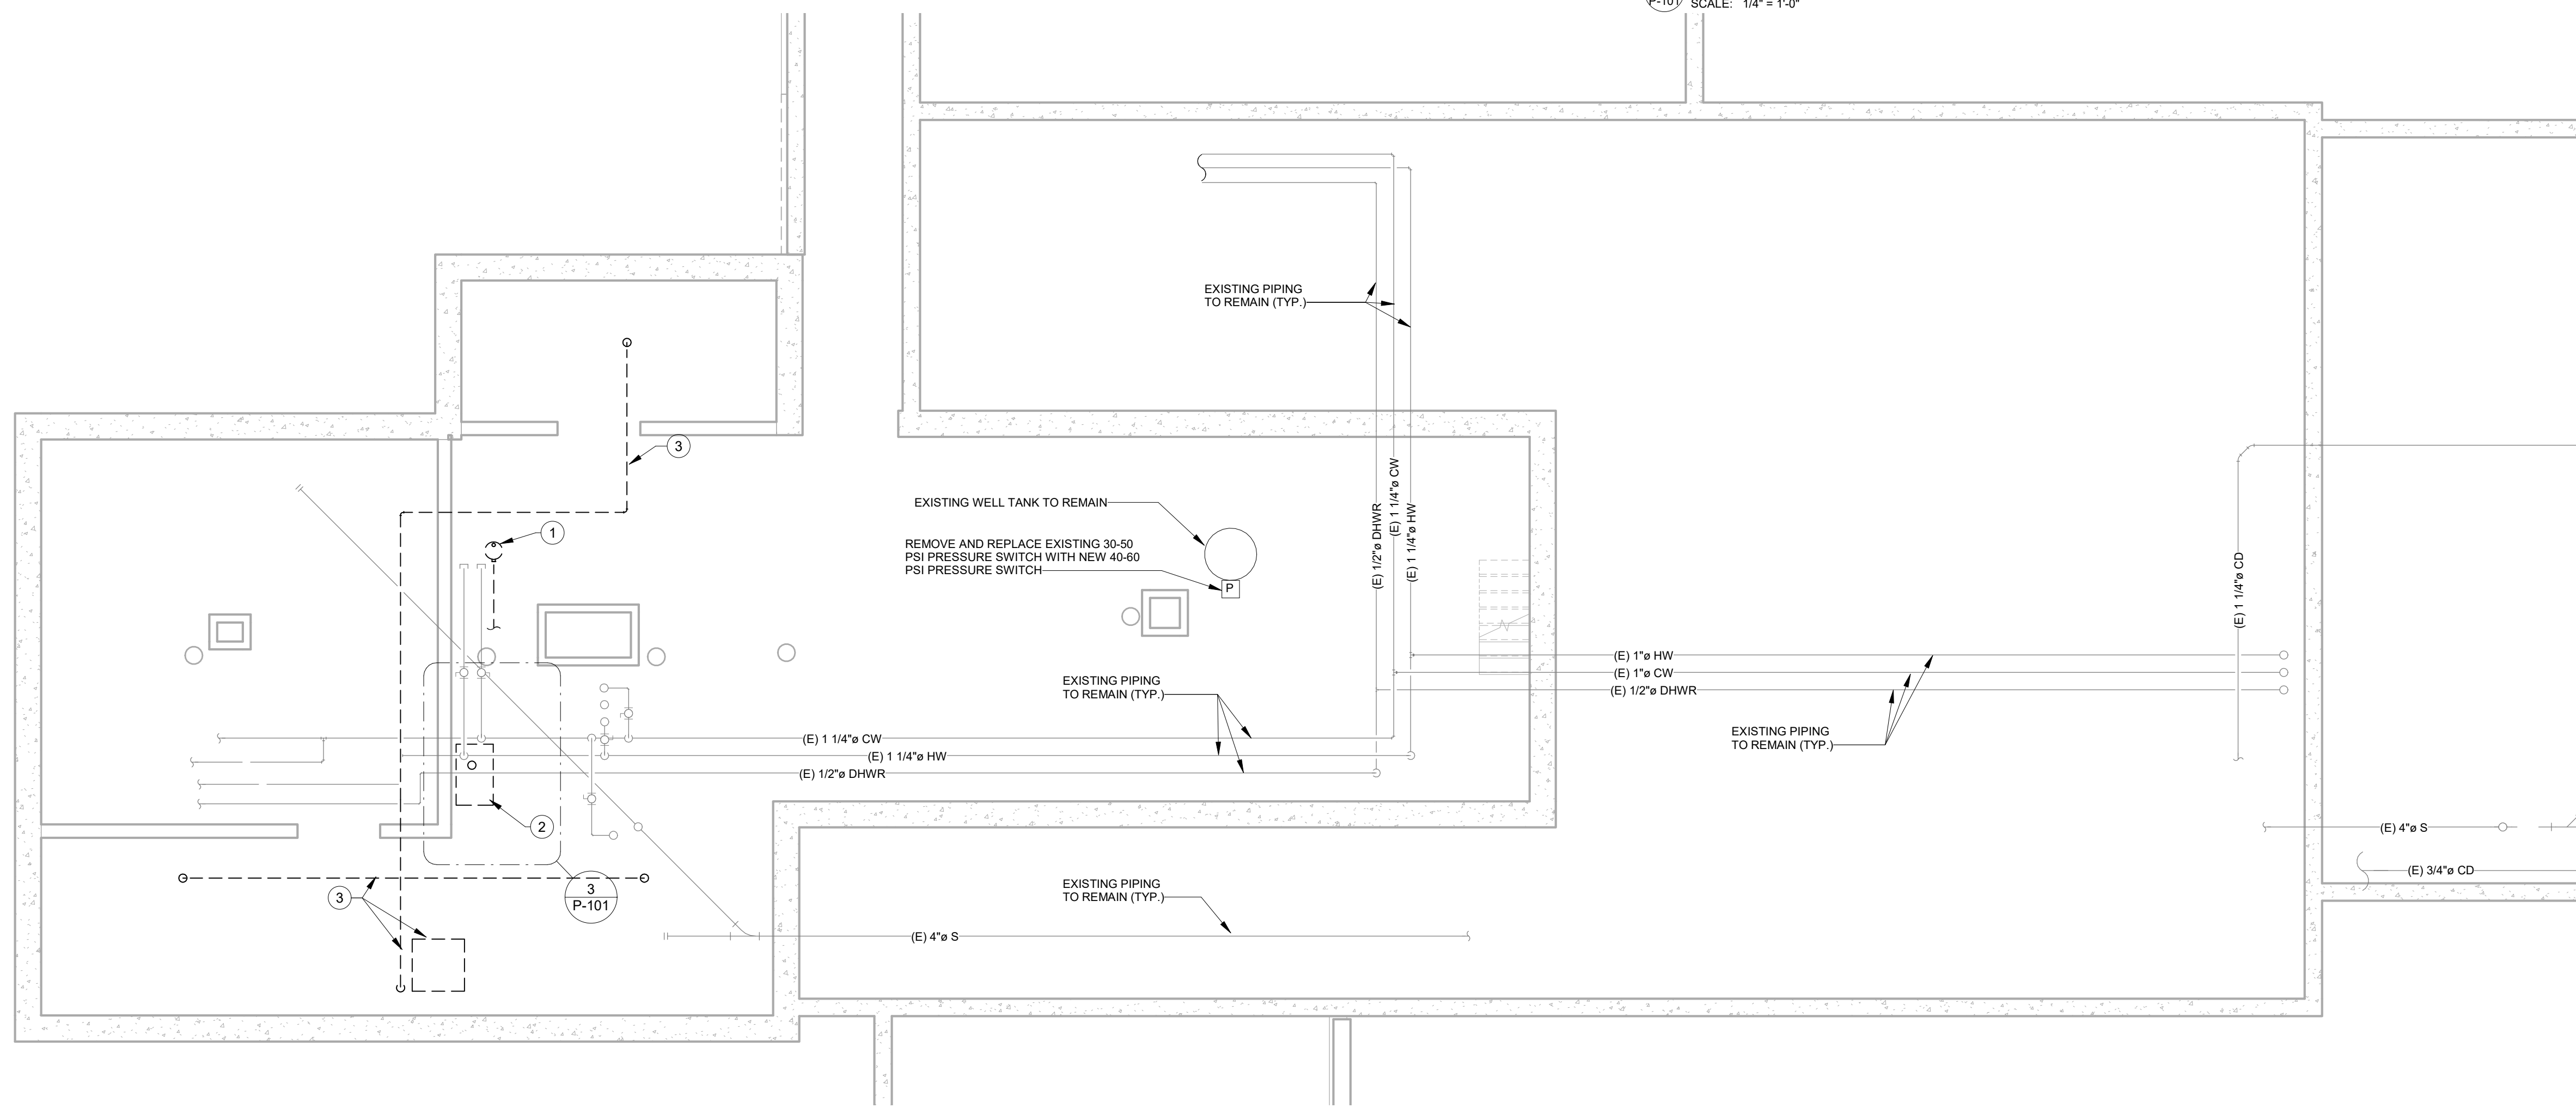 P-101
SCALE: 1/4" = 1'-0"
EXISTING PIPING
TO REMAIN (TYP.)
3
1
EXISTING WELL TANK TO REMAIN
REMOVE AND REPLACE EXISTING 30-50
PSI PRESSURE SWITCH WITH NEW 40-60
PSI PRESSURE SWITCH
P
(E) 1/2"ø DHWR
(E) 1 1/4"ø CW
(E) 1 1/4"ø HW
(E) 1 1/4"ø CD
(E) 1"ø HW
(E) 1"ø CW
(E) 1/2"ø DHWR
EXISTING PIPING
TO REMAIN (TYP.)
EXISTING PIPING
TO REMAIN (TYP.)
(E) 1 1/4"ø CW
(E) 1 1/4"ø HW
(E) 1/2"ø DHWR
2
(E) 4"ø S
(E) 3/4"ø CD
3
3
P-101
EXISTING PIPING
TO REMAIN (TYP.)
(E) 4"ø S